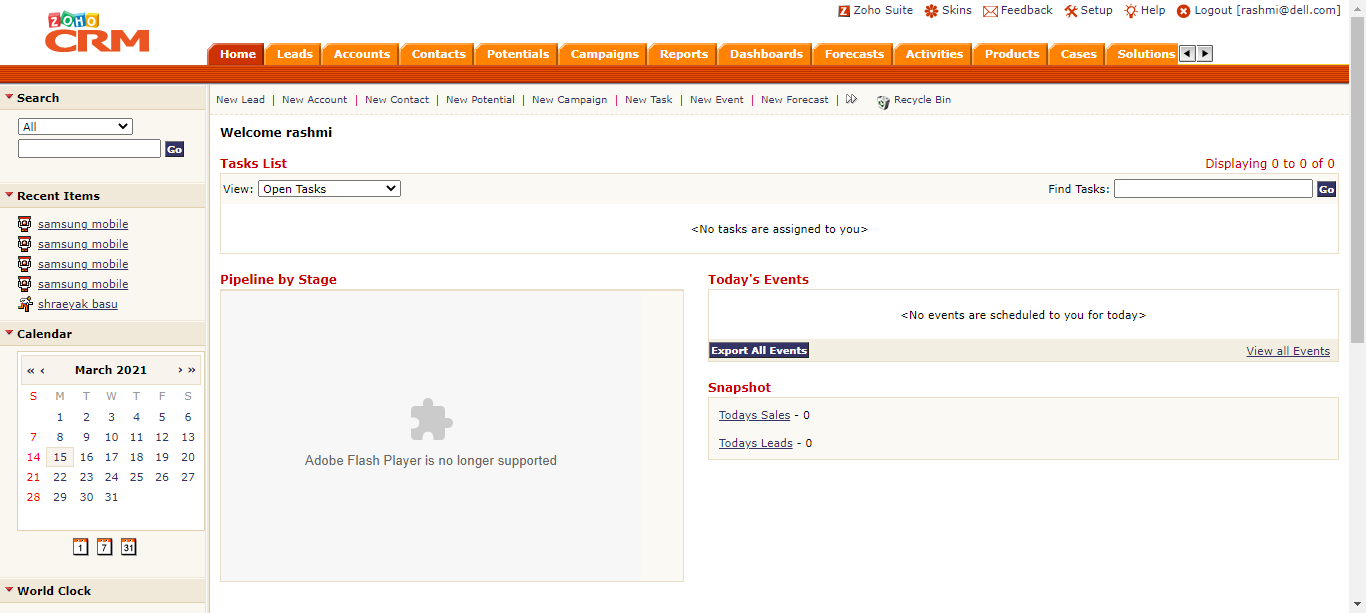 Zoho Suite Skins Feedback Setup Help Logout [rashmi@dell.com]
ZOHO
CRM
Home Leads Accounts Contacts Potentials Campaigns Reports Dashboards Forecasts Activities Products Cases Solutions
Search
All
Go
Recent Items
samsung mobile
samsung mobile
samsung mobile
samsung mobile
shraeyak basu
Calendar
« ‹ March 2021 › »
S M T W T F S
1 2 3 4 5 6
7 8 9 10 11 12 13
14 15 16 17 18 19 20
21 22 23 24 25 26 27
28 29 30 31
1 7 31
World Clock
New Lead | New Account | New Contact | New Potential | New Campaign | New Task | New Event | New Forecast | Recycle Bin
Welcome rashmi
Tasks List Displaying 0 to 0 of 0
View: Open Tasks Find Tasks: Go
<No tasks are assigned to you>
Pipeline by Stage
Adobe Flash Player is no longer supported
Today's Events
<No events are scheduled to you for today>
Export All Events View all Events
Snapshot
Todays Sales - 0
Todays Leads - 0